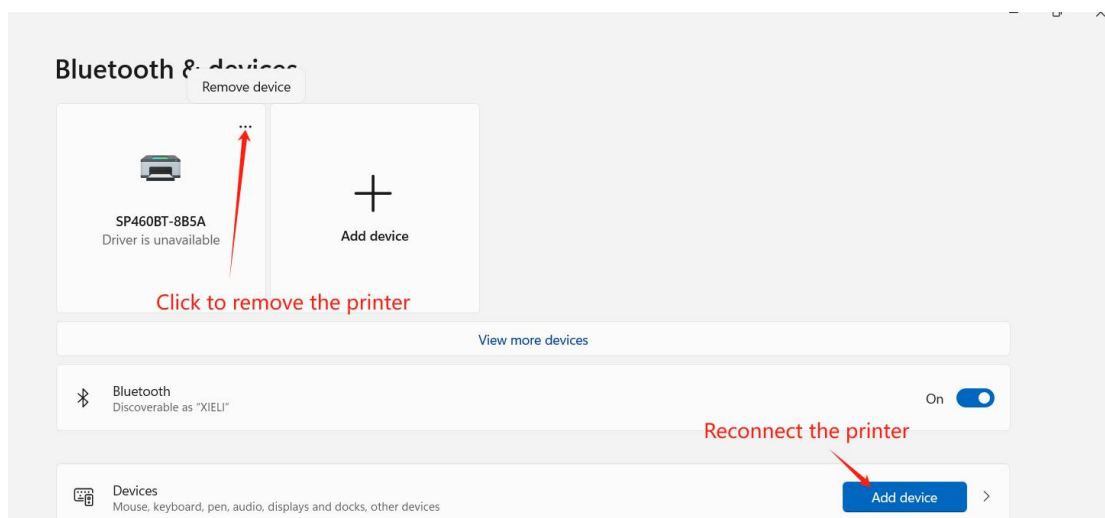 Bluetooth & devices
Remove device
SP460BT-8B5A
Driver is unavailable
Add device
Click to remove the printer
View more devices
Bluetooth
Discoverable as "XIELI"
On
Reconnect the printer
Devices
Mouse, keyboard, pen, audio, displays and docks, other devices
Add device